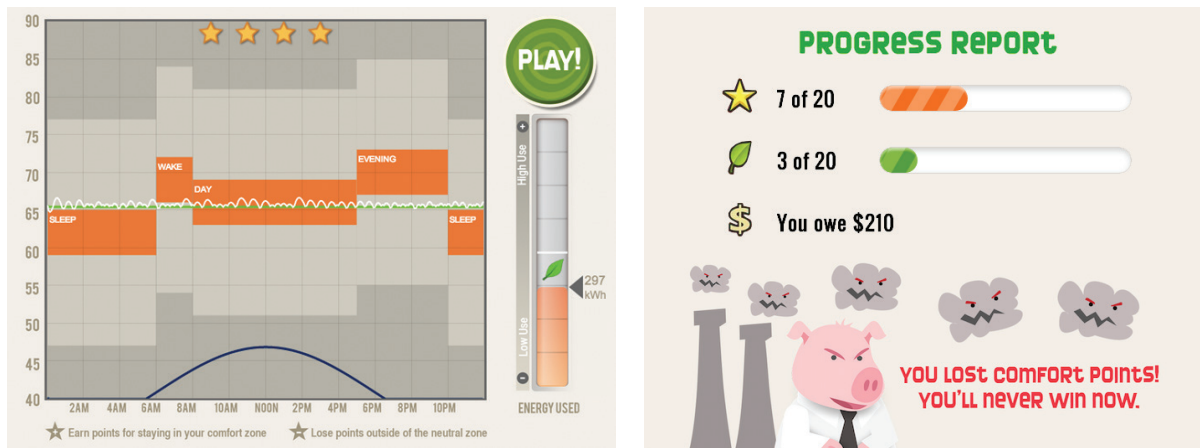 90
85
80
75
70
65
60
55
50
45
40
WAKE
EVENING
DAY
SLEEP
SLEEP
2AM 4AM 6AM 8AM 10AM NOON 2PM 4PM 6PM 8PM 10PM
Earn points for staying in your comfort zone
Lose points outside of the neutral zone
PLAY!
+
High Use
297
kWh
Low Use
-
ENERGY USED
PROGRESS REPORT
7 of 20
3 of 20
$ You owe $210
YOU LOST COMFORT POINTS!
YOU'LL NEVER WIN NOW.